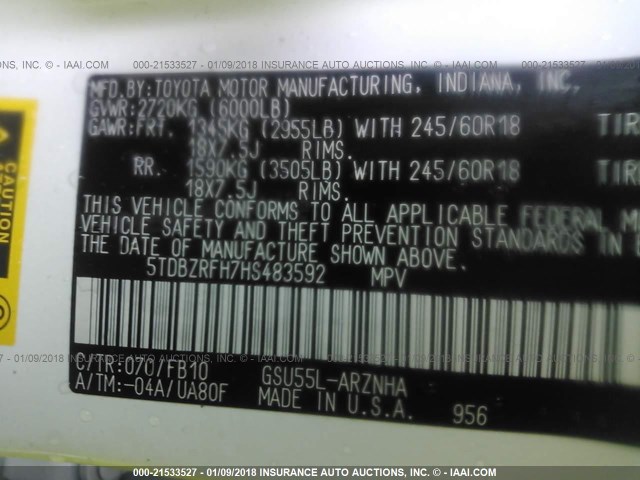 000-21533527 - 01/09/2018 INSURANCE AUTO AUCTIONS, INC. © - IAAI.COM
MFD. BY: TOYOTA MOTOR MANUFACTURING, INDIANA, INC.
GVWR: 2720KG (6000LB)
GAWR: FRT. 1345KG (2955LB) WITH 245/60R18 TIR
18X7.5J RIMS.
RR. 1590KG (3505LB) WITH 245/60R18 TIR
18X7.5J RIMS.
THIS VEHICLE CONFORMS TO ALL APPLICABLE FEDERAL M
VEHICLE SAFETY AND THEFT PREVENTION STANDARDS IN
THE DATE OF MANUFACTURE SHOWN ABOVE.
5TDBZRFH7HS483592 MPV
C/TR: 070/FB10 GSU55L-ARZNHA
A/TM: -04A/UA80F MADE IN U.S.A. 956
CAUTION
000-21533527 - 01/09/2018 INSURANCE AUTO AUCTIONS, INC. © - IAAI.COM